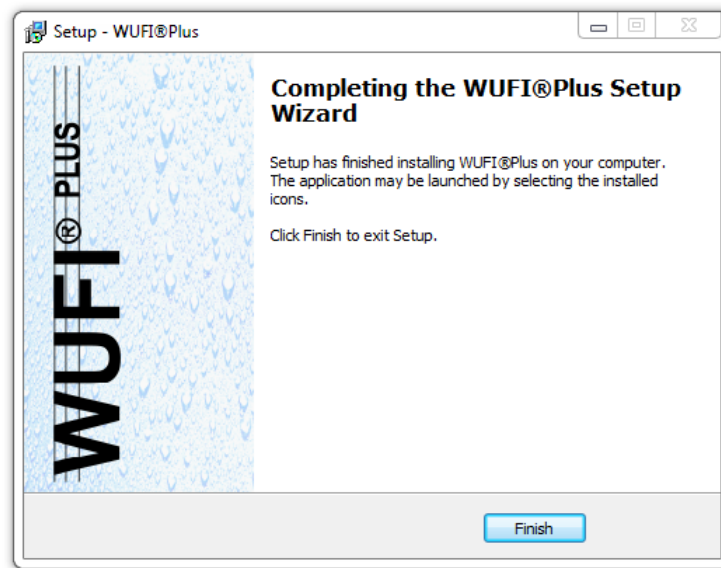 Setup - WUFI®Plus
WUFI® PLUS
Completing the WUFI®Plus Setup
Wizard
Setup has finished installing WUFI®Plus on your computer.
The application may be launched by selecting the installed
icons.
Click Finish to exit Setup.
Finish